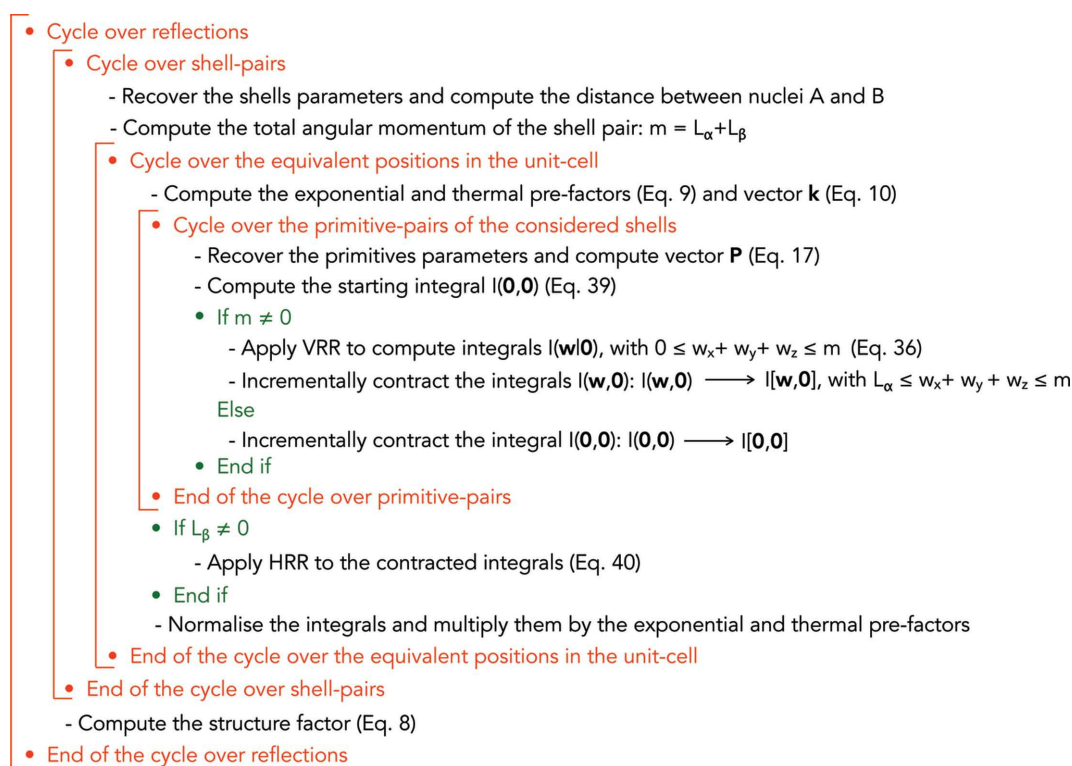 • Cycle over reflections
• Cycle over shell-pairs
- Recover the shells parameters and compute the distance between nuclei A and B
- Compute the total angular momentum of the shell pair: m = Lα+Lβ
• Cycle over the equivalent positions in the unit-cell
- Compute the exponential and thermal pre-factors (Eq. 9) and vector k (Eq. 10)
• Cycle over the primitive-pairs of the considered shells
- Recover the primitives parameters and compute vector P (Eq. 17)
- Compute the starting integral I(0,0) (Eq. 39)
• If m ≠ 0
- Apply VRR to compute integrals I(w|0), with 0 ≤ wx+ wy+ wz ≤ m (Eq. 36)
- Incrementally contract the integrals I(w,0): I(w,0) ⟶ I[w,0], with Lα ≤ wx+ wy + wz ≤ m
Else
- Incrementally contract the integral I(0,0): I(0,0) ⟶ I[0,0]
• End if
• End of the cycle over primitive-pairs
• If Lβ ≠ 0
- Apply HRR to the contracted integrals (Eq. 40)
• End if
- Normalise the integrals and multiply them by the exponential and thermal pre-factors
• End of the cycle over the equivalent positions in the unit-cell
• End of the cycle over shell-pairs
- Compute the structure factor (Eq. 8)
• End of the cycle over reflections